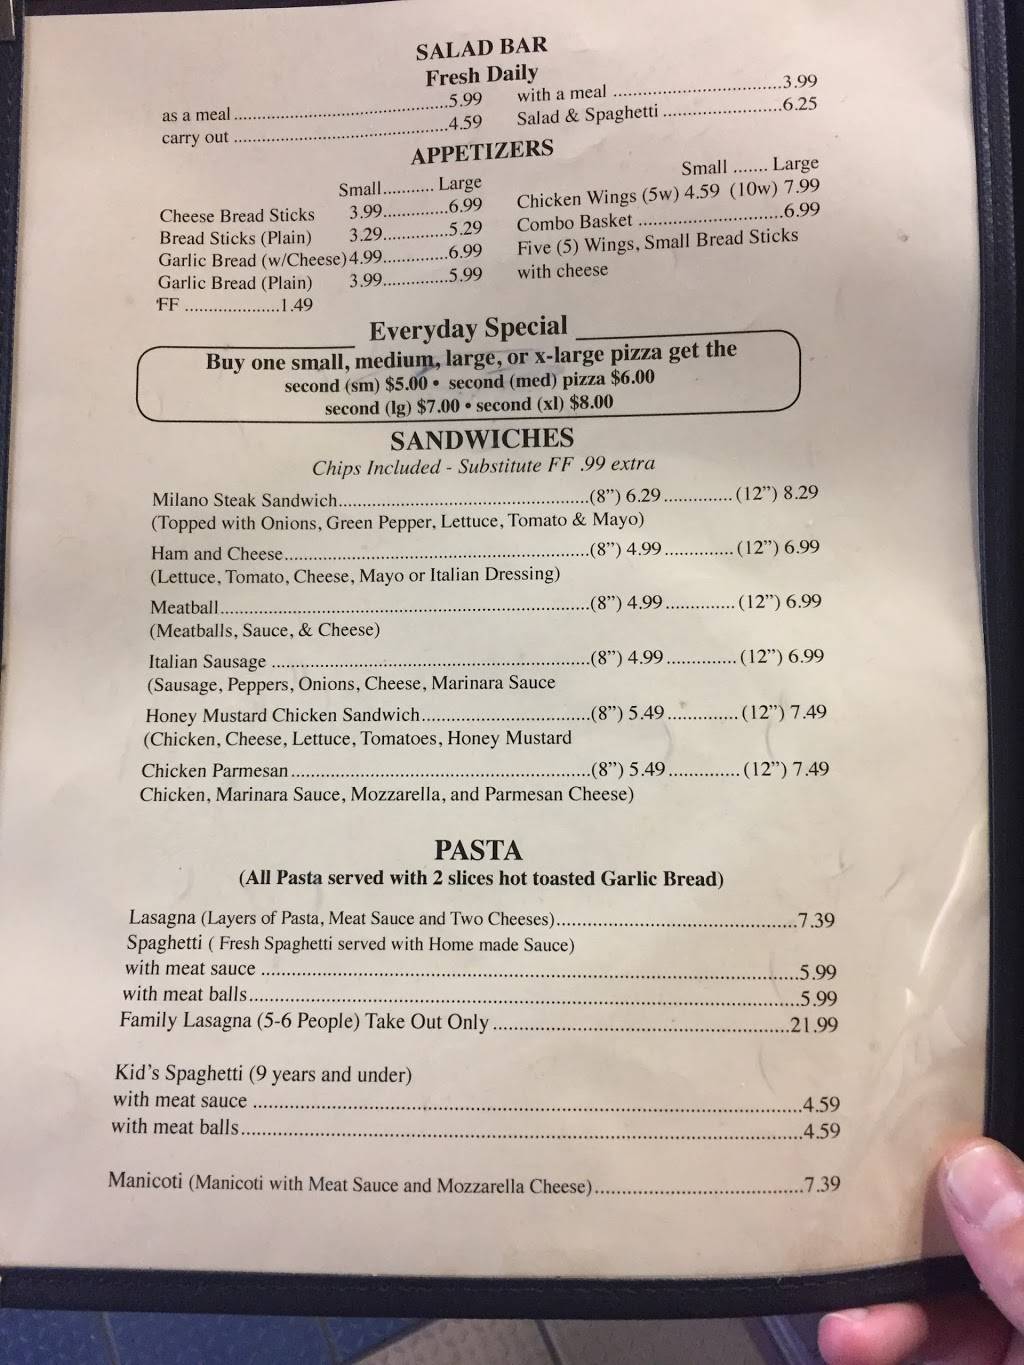 SALAD BAR
Fresh Daily
as a meal ........................................5.99
carry out ........................................4.59
with a meal ................................3.99
Salad & Spaghetti .......................6.25
APPETIZERS
Small........... Large
Cheese Bread Sticks 3.99.............6.99
Bread Sticks (Plain) 3.29.............5.29
Garlic Bread (w/Cheese) 4.99.............6.99
Garlic Bread (Plain) 3.99.............5.99
FF ....................1.49
Small ....... Large
Chicken Wings (5w) 4.59 (10w) 7.99
Combo Basket ............................6.99
Five (5) Wings, Small Bread Sticks
with cheese
Everyday Special
Buy one small, medium, large, or x-large pizza get the
second (sm) $5.00 • second (med) pizza $6.00
second (lg) $7.00 • second (xl) $8.00
SANDWICHES
Chips Included - Substitute FF .99 extra
Milano Steak Sandwich....................................................(8”) 6.29 ............. (12”) 8.29
(Topped with Onions, Green Pepper, Lettuce, Tomato & Mayo)
Ham and Cheese...............................................................(8”) 4.99 ............. (12”) 6.99
(Lettuce, Tomato, Cheese, Mayo or Italian Dressing)
Meatball............................................................................(8”) 4.99 ............. (12”) 6.99
(Meatballs, Sauce, & Cheese)
Italian Sausage .................................................................(8”) 4.99 ............. (12”) 6.99
(Sausage, Peppers, Onions, Cheese, Marinara Sauce
Honey Mustard Chicken Sandwich...................................(8”) 5.49 ............. (12”) 7.49
(Chicken, Cheese, Lettuce, Tomatoes, Honey Mustard
Chicken Parmesan .............................................................(8”) 5.49 ............. (12”) 7.49
Chicken, Marinara Sauce, Mozzarella, and Parmesan Cheese)
PASTA
(All Pasta served with 2 slices hot toasted Garlic Bread)
Lasagna (Layers of Pasta, Meat Sauce and Two Cheeses)..............................................7.39
Spaghetti ( Fresh Spaghetti served with Home made Sauce)
with meat sauce ........................................................................................................5.99
with meat balls..........................................................................................................5.99
Family Lasagna (5-6 People) Take Out Only .........................................................21.99
Kid’s Spaghetti (9 years and under)
with meat sauce ........................................................................................................4.59
with meat balls..........................................................................................................4.59
Manicoti (Manicoti with Meat Sauce and Mozzarella Cheese)........................................7.39